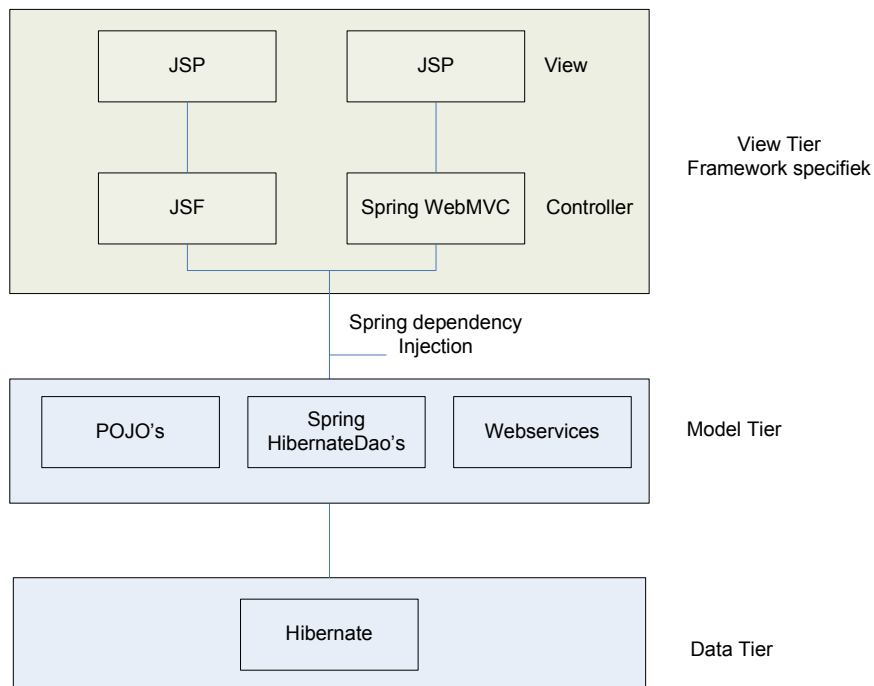 JSP
JSP
View
View Tier
Framework specifiek
JSF
Spring WebMVC
Controller
Spring dependency
Injection
POJO's
Spring
HibernateDao's
Webservices
Model Tier
Hibernate
Data Tier